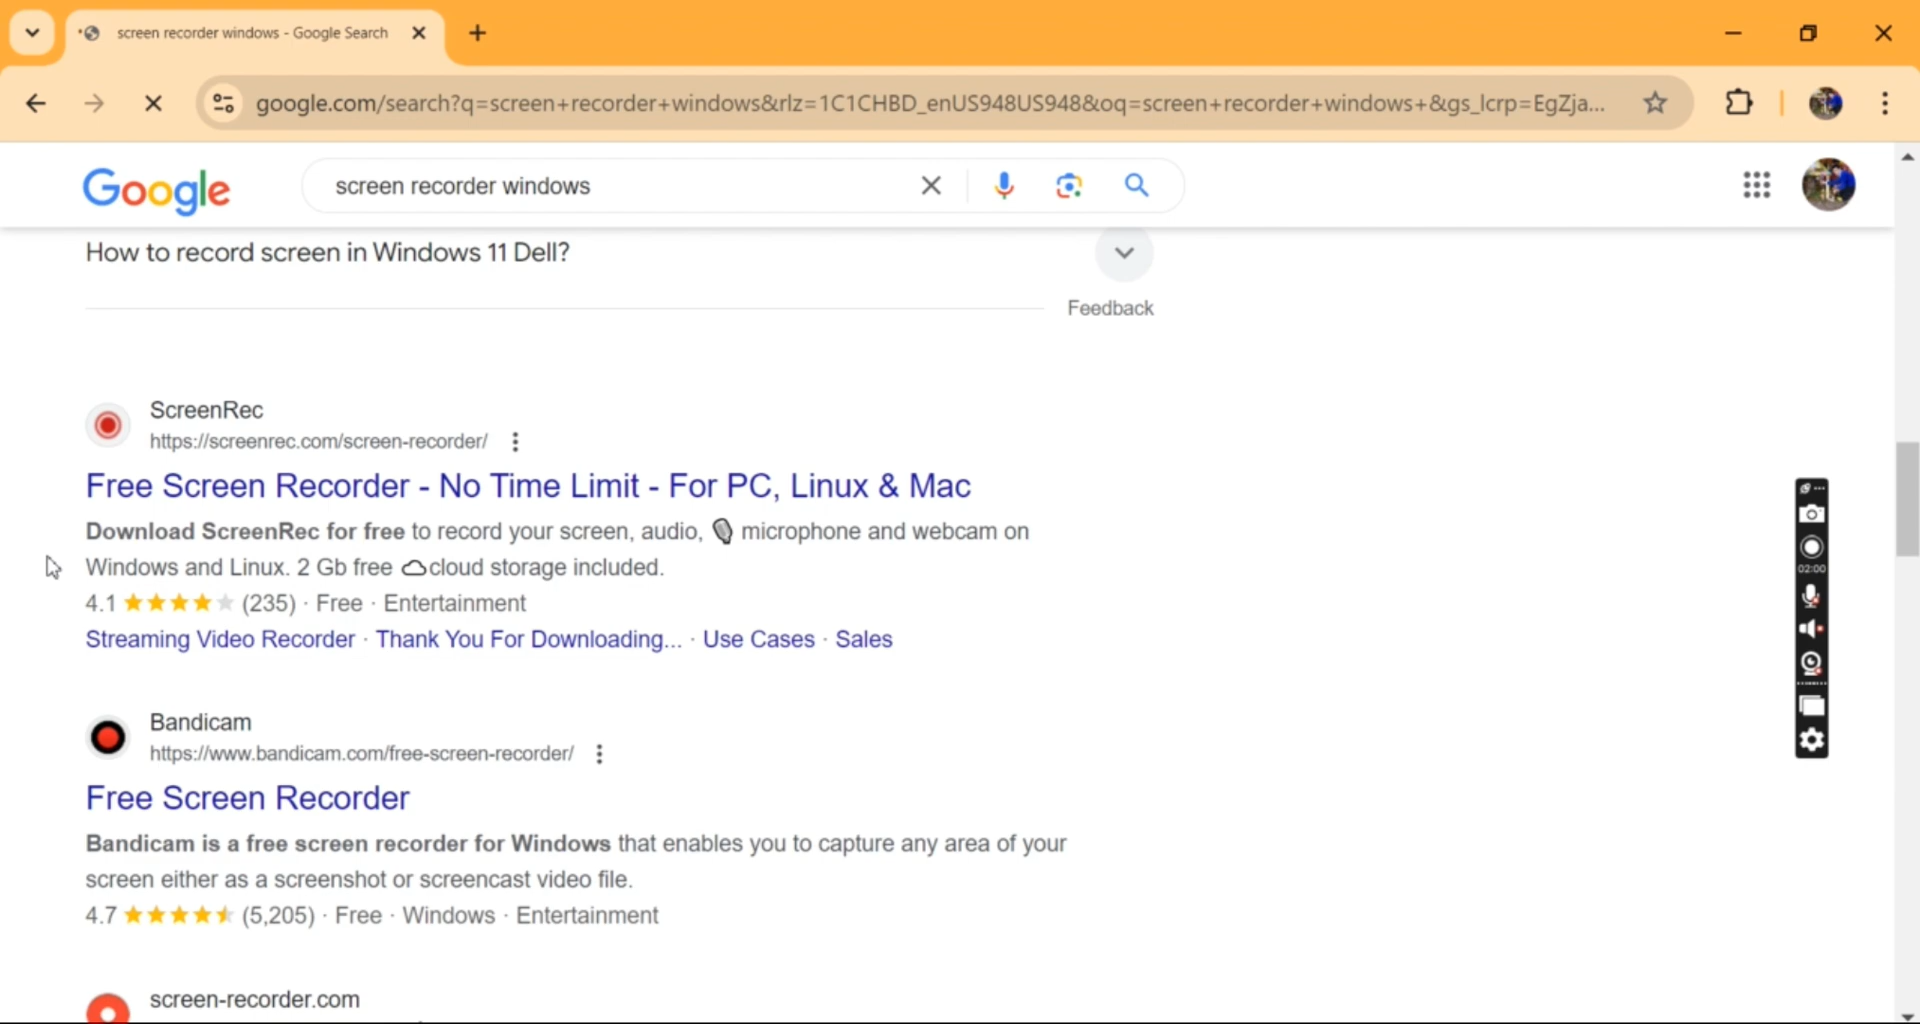 screen recorder windows - Google Search
google.com/search?q=screen+recorder+windows&rlz=1C1CHBD_enUS948US948&oq=screen+recorder+windows+&gs_lcrp=EgZja...
Google
screen recorder windows
How to record screen in Windows 11 Dell?
Feedback
ScreenRec
https://screenrec.com/screen-recorder/
Free Screen Recorder - No Time Limit - For PC, Linux & Mac
Download ScreenRec for free to record your screen, audio, 🎙 microphone and webcam on
Windows and Linux. 2 Gb free ☁cloud storage included.
4.1 ★★★★★ (235) · Free · Entertainment
Streaming Video Recorder · Thank You For Downloading... · Use Cases · Sales
02:00
Bandicam
https://www.bandicam.com/free-screen-recorder/
Free Screen Recorder
Bandicam is a free screen recorder for Windows that enables you to capture any area of your
screen either as a screenshot or screencast video file.
4.7 ★★★★★ (5,205) · Free · Windows · Entertainment
screen-recorder.com